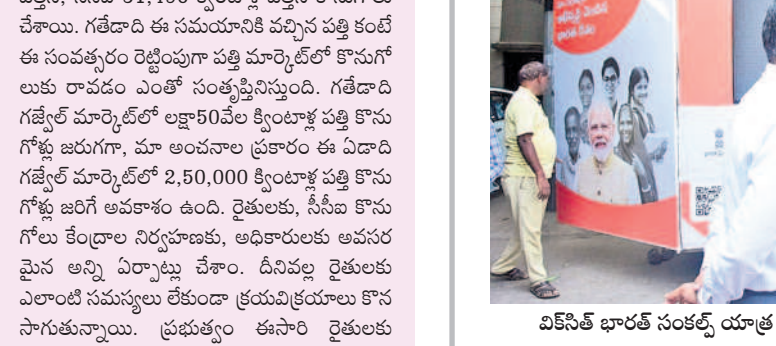 చేశాయి. గతేడాది ఈ సమయానికి వచ్చిన పత్తి కంటే
ఈ సంవత్సరం రెట్టింపుగా పత్తి మార్కెట్‌లో కొనుగో
లుకు రావడం ఎంతో సంతృప్తినిస్తుంది. గతేడాది
గజ్వేల్ మార్కెట్‌లో లక్షా50వేల క్వింటాళ్ల పత్తి కొను
గోళ్లు జరుగగా, మా అంచనాల ప్రకారం ఈ ఏడాది
గజ్వేల్ మార్కెట్‌లో 2,50,000 క్వింటాళ్ల పత్తి కొను
గోళ్లు జరిగే అవకాశం ఉంది. రైతులకు, సీసీఐ కొను
గోలు కేంద్రాల నిర్వహణకు, అధికారులకు అవసర
మైన అన్ని ఏర్పాట్లు చేశాం. దీనివల్ల రైతులకు
ఎలాంటి సమస్యలు లేకుండా క్రయవిక్రయాలు కొన
సాగుతున్నాయి. ప్రభుత్వం ఈసారి రైతులకు
విక్‌సిత్ భారత్ సంకల్ప్ యాత్ర